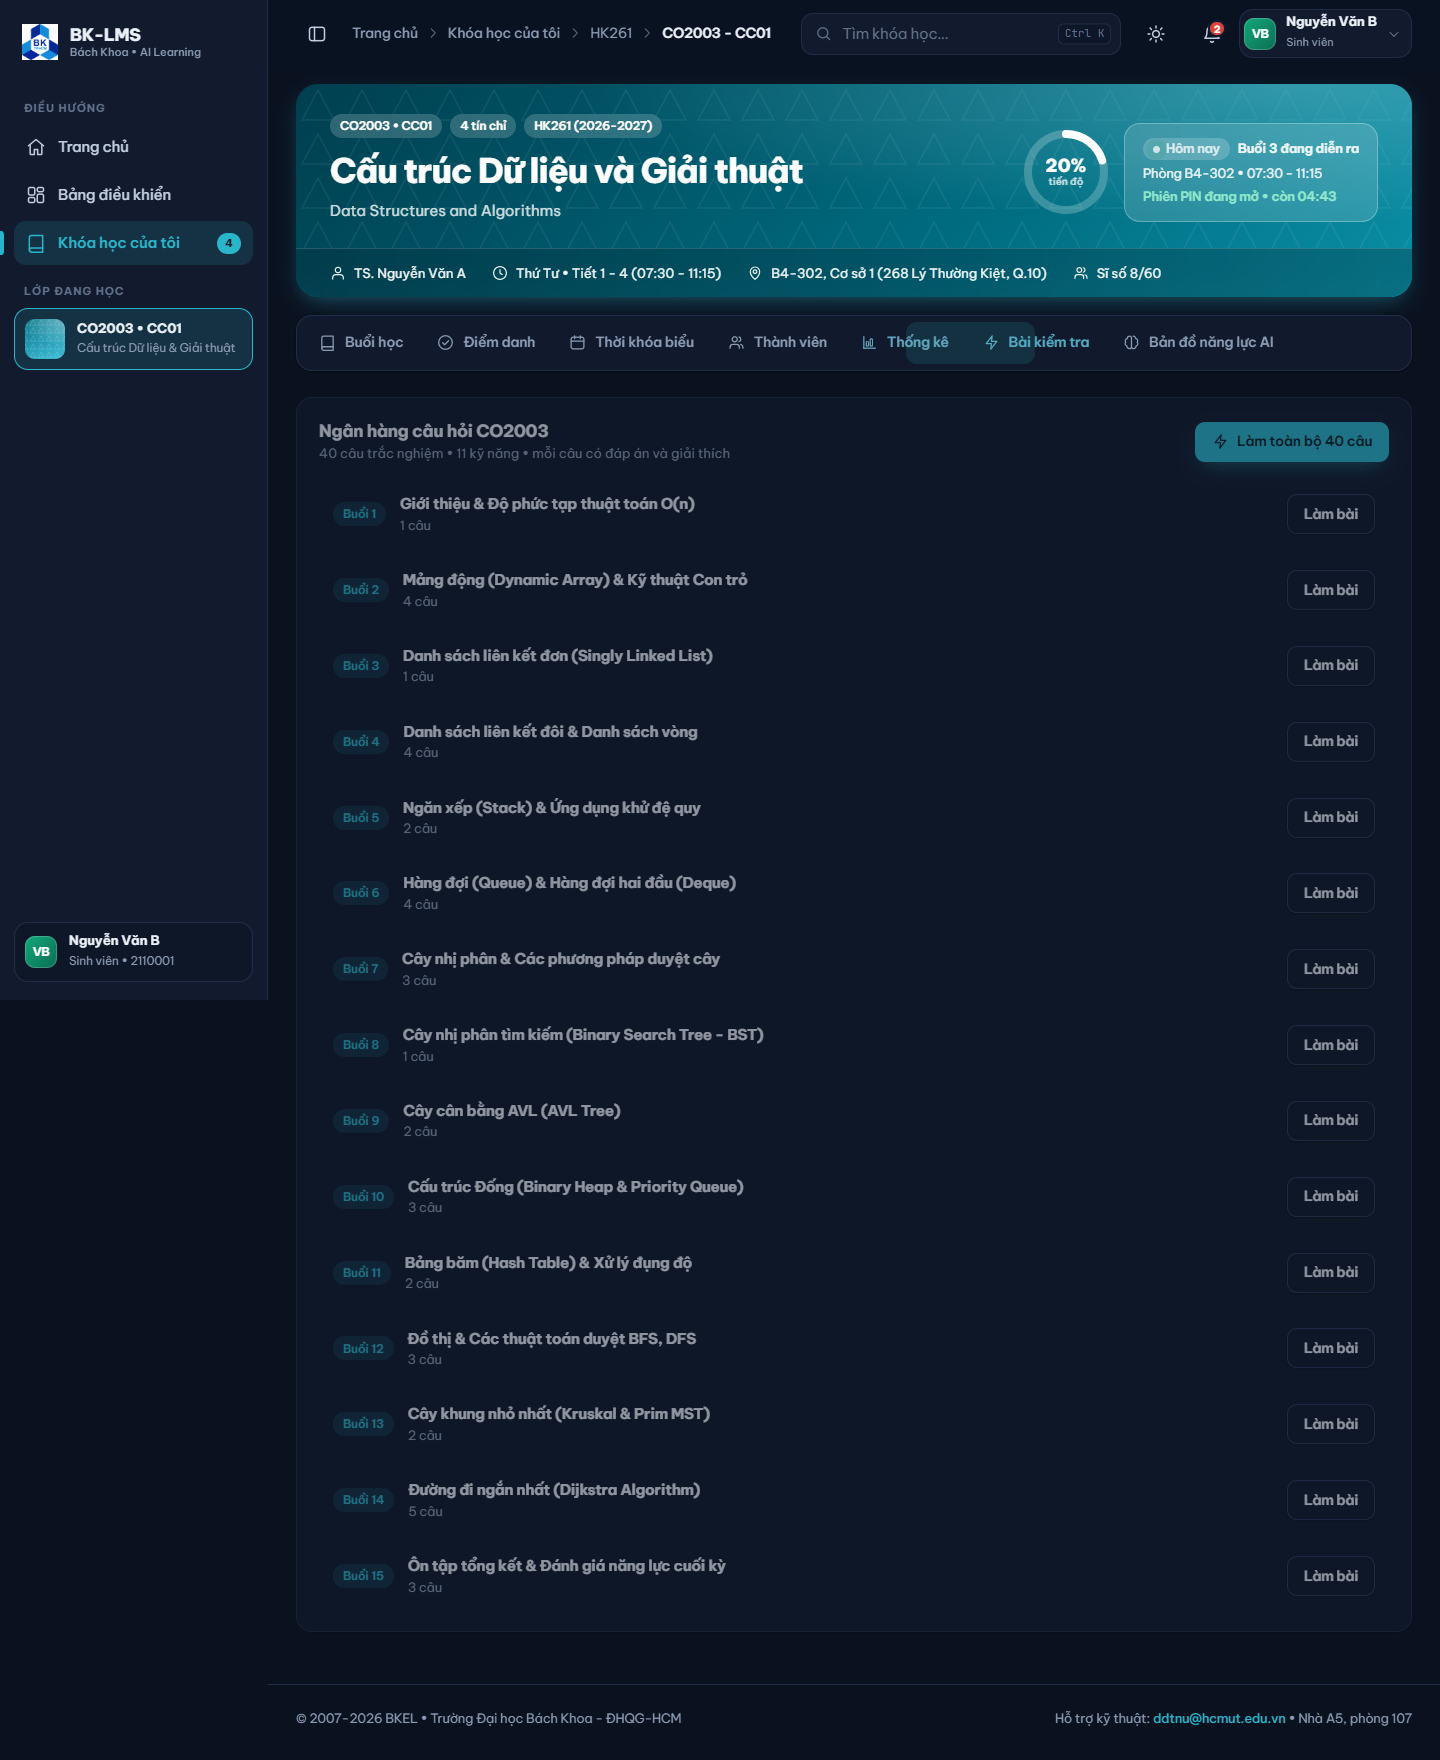 BK-LMS
Bách Khoa • AI Learning
ĐIỀU HƯỚNG
Trang chủ
Bảng điều khiển
Khóa học của tôi 4
LỚP ĐANG HỌC
CO2003 • CC01
Cấu trúc Dữ liệu & Giải thuật
VB
Nguyễn Văn B
Sinh viên • 2110001
Trang chủ > Khóa học của tôi > HK261 > CO2003 - CC01
Tìm khóa học... Ctrl K
2
VB
Nguyễn Văn B
Sinh viên
CO2003 • CC01 4 tín chỉ HK261 (2026-2027)
Cấu trúc Dữ liệu và Giải thuật
Data Structures and Algorithms
20%
tiến độ
Hôm nay Buổi 3 đang diễn ra
Phòng B4-302 • 07:30 - 11:15
Phiên PIN đang mở • còn 04:43
TS. Nguyễn Văn A Thứ Tư • Tiết 1 - 4 (07:30 - 11:15) B4-302, Cơ sở 1 (268 Lý Thường Kiệt, Q.10) Sĩ số 8/60
Buổi học Điểm danh Thời khóa biểu Thành viên Thống kê Bài kiểm tra Bản đồ năng lực AI
Ngân hàng câu hỏi CO2003
40 câu trắc nghiệm • 11 kỹ năng • mỗi câu có đáp án và giải thích
Làm toàn bộ 40 câu
Buổi 1 Giới thiệu & Độ phức tạp thuật toán O(n) Làm bài
1 câu
Buổi 2 Mảng động (Dynamic Array) & Kỹ thuật Con trỏ Làm bài
4 câu
Buổi 3 Danh sách liên kết đơn (Singly Linked List) Làm bài
1 câu
Buổi 4 Danh sách liên kết đôi & Danh sách vòng Làm bài
4 câu
Buổi 5 Ngăn xếp (Stack) & Ứng dụng khử đệ quy Làm bài
2 câu
Buổi 6 Hàng đợi (Queue) & Hàng đợi hai đầu (Deque) Làm bài
4 câu
Buổi 7 Cây nhị phân & Các phương pháp duyệt cây Làm bài
3 câu
Buổi 8 Cây nhị phân tìm kiếm (Binary Search Tree - BST) Làm bài
1 câu
Buổi 9 Cây cân bằng AVL (AVL Tree) Làm bài
2 câu
Buổi 10 Cấu trúc Đống (Binary Heap & Priority Queue) Làm bài
3 câu
Buổi 11 Bảng băm (Hash Table) & Xử lý đụng độ Làm bài
2 câu
Buổi 12 Đồ thị & Các thuật toán duyệt BFS, DFS Làm bài
3 câu
Buổi 13 Cây khung nhỏ nhất (Kruskal & Prim MST) Làm bài
2 câu
Buổi 14 Đường đi ngắn nhất (Dijkstra Algorithm) Làm bài
5 câu
Buổi 15 Ôn tập tổng kết & Đánh giá năng lực cuối kỳ Làm bài
3 câu
© 2007-2026 BKEL • Trường Đại học Bách Khoa - ĐHQG-HCM
Hỗ trợ kỹ thuật: ddtnu@hcmut.edu.vn • Nhà A5, phòng 107